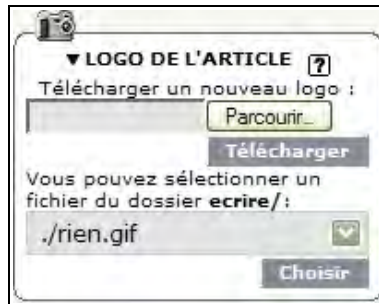 ▼LOGO DE L'ARTICLE ?
Télécharger un nouveau logo :
Parcourir...
Télécharger
Vous pouvez sélectionner un
fichier du dossier ecrire/:
./rien.gif
Choisir